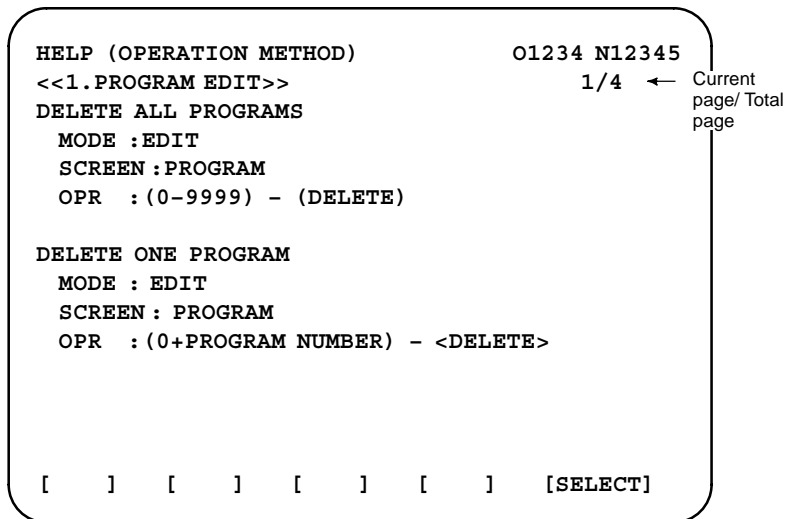 HELP (OPERATION METHOD) O1234 N12345
<<1.PROGRAM EDIT>> 1/4
Current
page/ Total
page
DELETE ALL PROGRAMS
MODE :EDIT
SCREEN :PROGRAM
OPR :(0–9999) – (DELETE)
DELETE ONE PROGRAM
MODE : EDIT
SCREEN : PROGRAM
OPR :(0+PROGRAM NUMBER) – <DELETE>
[ ] [ ] [ ] [ ] [SELECT]